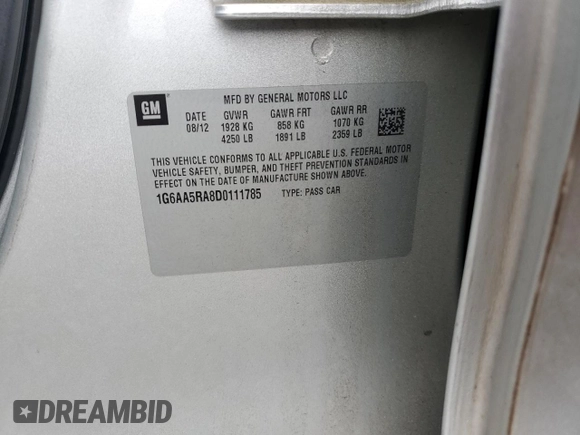 GM
MFD BY GENERAL MOTORS LLC
DATE GVWR GAWR FRT GAWR RR
08/12 1928 KG 858 KG 1070 KG
4250 LB 1891 LB 2359 LB
THIS VEHICLE CONFORMS TO ALL APPLICABLE U.S. FEDERAL MOTOR
VEHICLE SAFETY, BUMPER, AND THEFT PREVENTION STANDARDS IN
EFFECT ON THE DATE OF MANUFACTURE SHOWN ABOVE.
1G6AA5RA8D0111785 TYPE: PASS CAR
DREAMBID